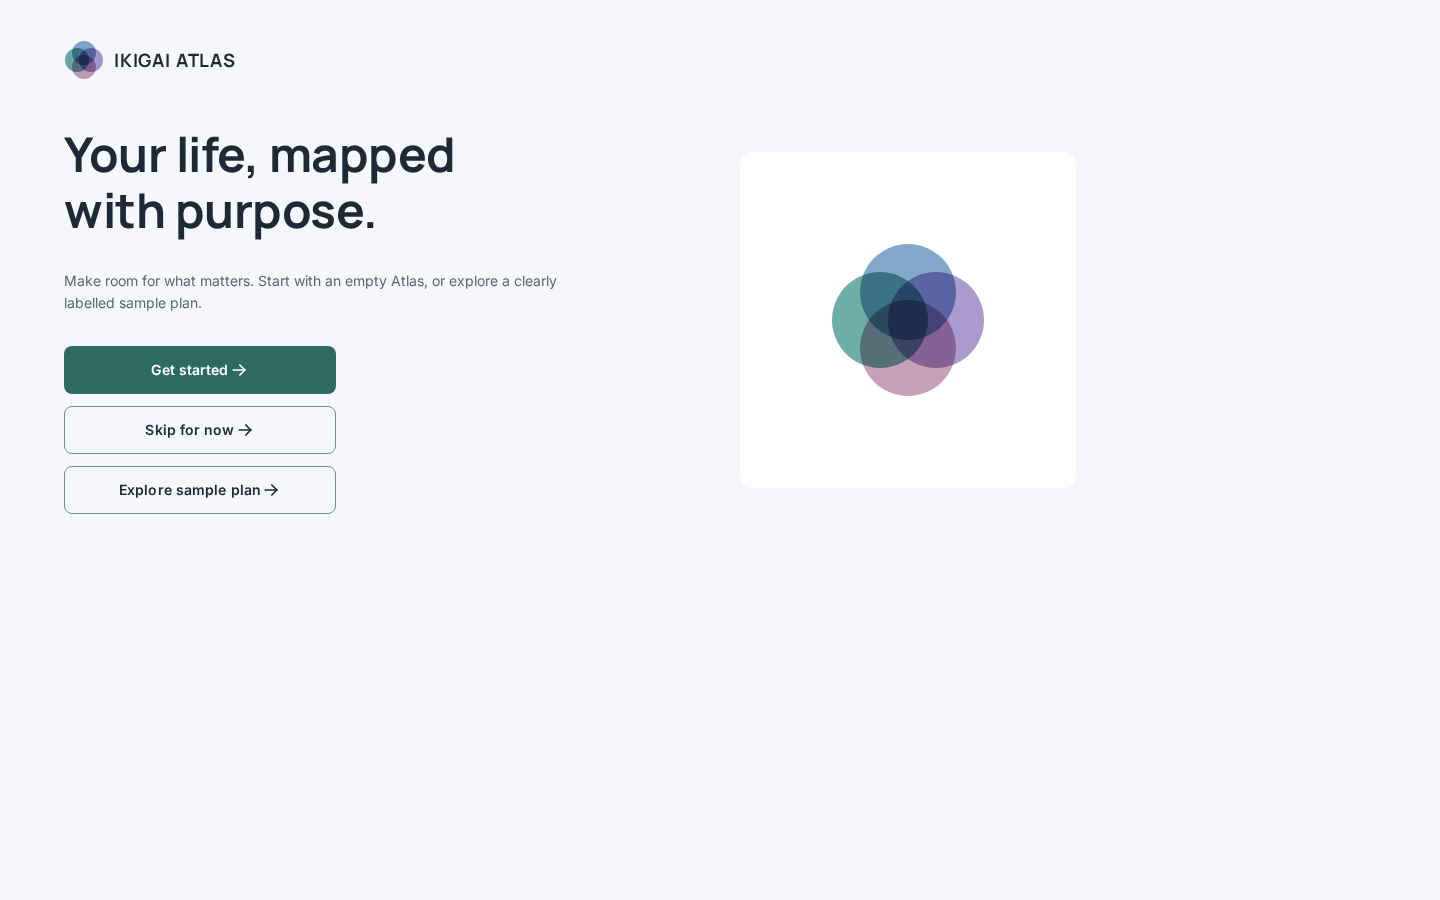 IKIGAI ATLAS
Your life, mapped
with purpose.
Make room for what matters. Start with an empty Atlas, or explore a clearly
labelled sample plan.
Get started →
Skip for now →
Explore sample plan →